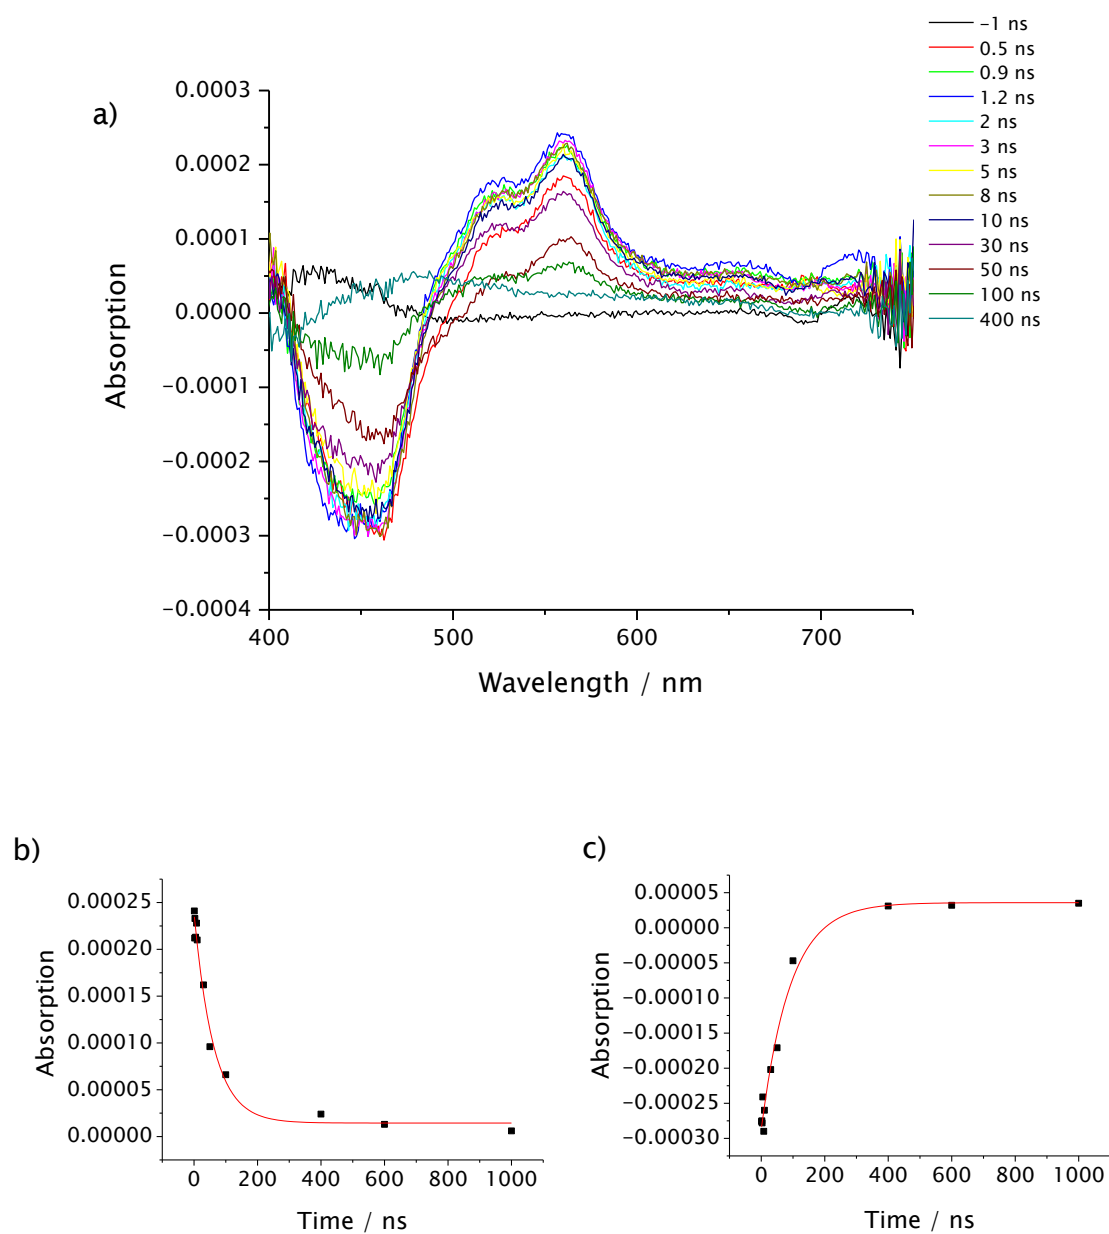 –1 ns
0.5 ns
0.9 ns
1.2 ns
2 ns
3 ns
5 ns
8 ns
10 ns
30 ns
50 ns
100 ns
400 ns
a)
0.0003
0.0002
0.0001
0.0000
−0.0001
−0.0002
−0.0003
−0.0004
Absorption
400 500 600 700
Wavelength / nm
b)
0.00025
0.00020
0.00015
0.00010
0.00005
0.00000
Absorption
0 200 400 600 800 1000
Time / ns
c)
0.00005
0.00000
−0.00005
−0.00010
−0.00015
−0.00020
−0.00025
−0.00030
Absorption
0 200 400 600 800 1000
Time / ns